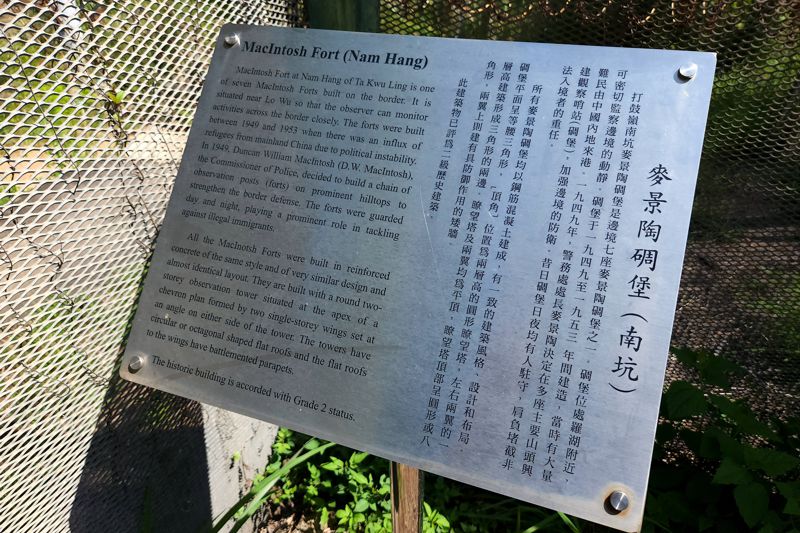 MacIntosh Fort (Nam Hang)
MacIntosh Fort at Nam Hang of Ta Kwu Ling is one
of seven MacIntosh Forts built on the border. It is
situated near Lo Wu so that the observer can monitor
activities across the border closely. The forts were built
between 1949 and 1953 when there was an influx of
refugees from mainland China due to political instability.
In 1949, Duncan William MacIntosh (D.W. MacIntosh),
the Commissioner of Police, decided to build a chain of
observation posts (forts) on prominent hilltops to
strengthen the border defense. The forts were guarded
day and night, playing a prominent role in tackling
against illegal immigrants.
All the MacInotsh Forts were built in reinforced
concrete of the same style and of very similar design and
almost identical layout. They are built with a round two-
storey observation tower situated at the apex of a
chevron plan formed by two single-storey wings set at
an angle on either side of the tower. The towers have
circular or octagonal shaped flat roofs and the flat roofs
to the wings have battlemented parapets.
The historic building is accorded with Grade 2 status.
麥景陶碉堡（南坑）
打鼓嶺南坑麥景陶碉堡是邊境七座麥景陶碉堡之一，碉堡位處羅湖附近，
可密切監察邊境的動靜。碉堡于一九四九至一九五三年間建造，當時有大量
難民由中國內地來港。一九四九年，警務處處長麥景陶決定在多座主要山頭興
建觀察哨站（碉堡），加强邊境的防衛。昔日碉堡日夜均有人駐守，肩負堵截非
法入境者的重任。
所有麥景陶碉堡均以鋼筋混凝土建成，有一致的建築風格、設計和布局，
碉堡平面呈等腰三角形，「頂角」位置爲兩層高的圓形瞭望塔，左右兩翼的一
層高建築形成三角形的兩邊。瞭望塔及兩翼均爲平頂，瞭望塔頂部呈圓形或八
角形，兩翼上則建有具防御作用的矮牆。
此建築物已評爲二級歷史建築。